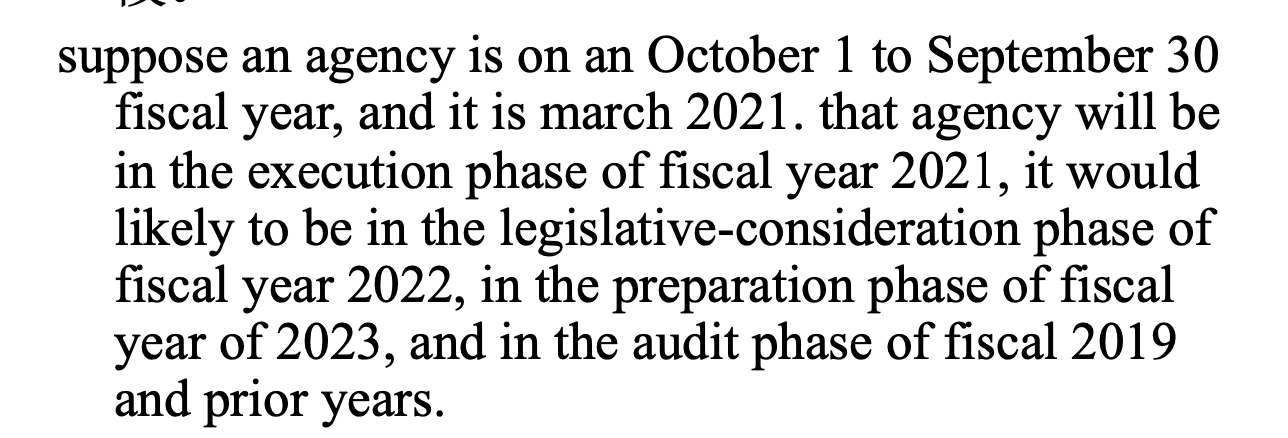 suppose an agency is on an October 1 to September 30
fiscal year, and it is march 2021. that agency will be
in the execution phase of fiscal year 2021, it would
likely to be in the legislative-consideration phase of
fiscal year 2022, in the preparation phase of fiscal
year of 2023, and in the audit phase of fiscal 2019
and prior years.